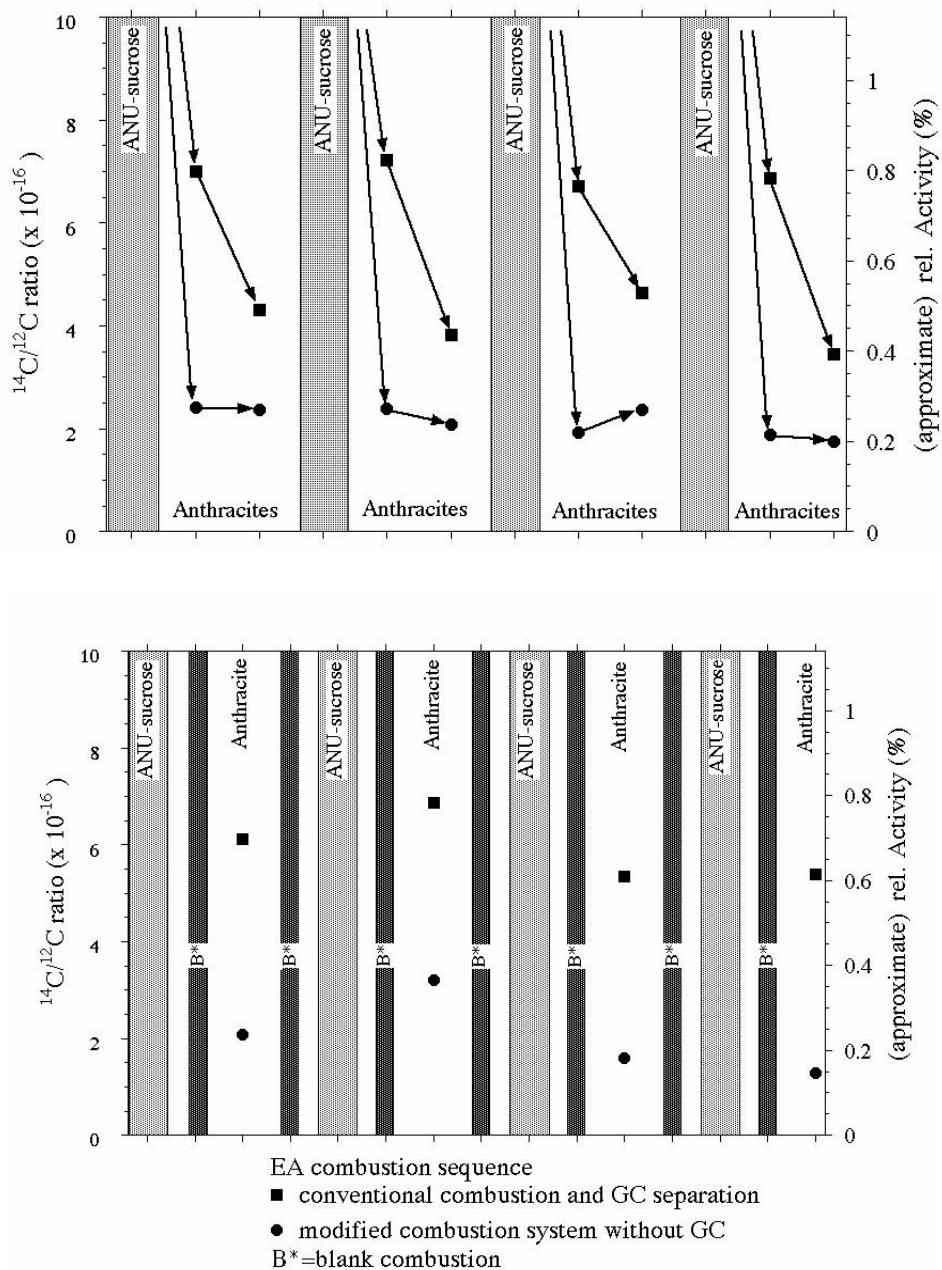 10
8
6
4
2
0
¹⁴C/¹²C ratio (x 10⁻¹⁶)
ANU-sucrose
ANU-sucrose
ANU-sucrose
ANU-sucrose
Anthracites
Anthracites
Anthracites
Anthracites
1
0.8
0.6
0.4
0.2
0
(approximate) rel. Activity (%)
10
8
6
4
2
0
¹⁴C/¹²C ratio (x 10⁻¹⁶)
ANU-sucrose
B*
Anthracite
B*
ANU-sucrose
B*
Anthracite
B*
ANU-sucrose
B*
Anthracite
B*
ANU-sucrose
B*
Anthracite
1
0.8
0.6
0.4
0.2
0
(approximate) rel. Activity (%)
EA combustion sequence
conventional combustion and GC separation
modified combustion system without GC
B*=blank combustion